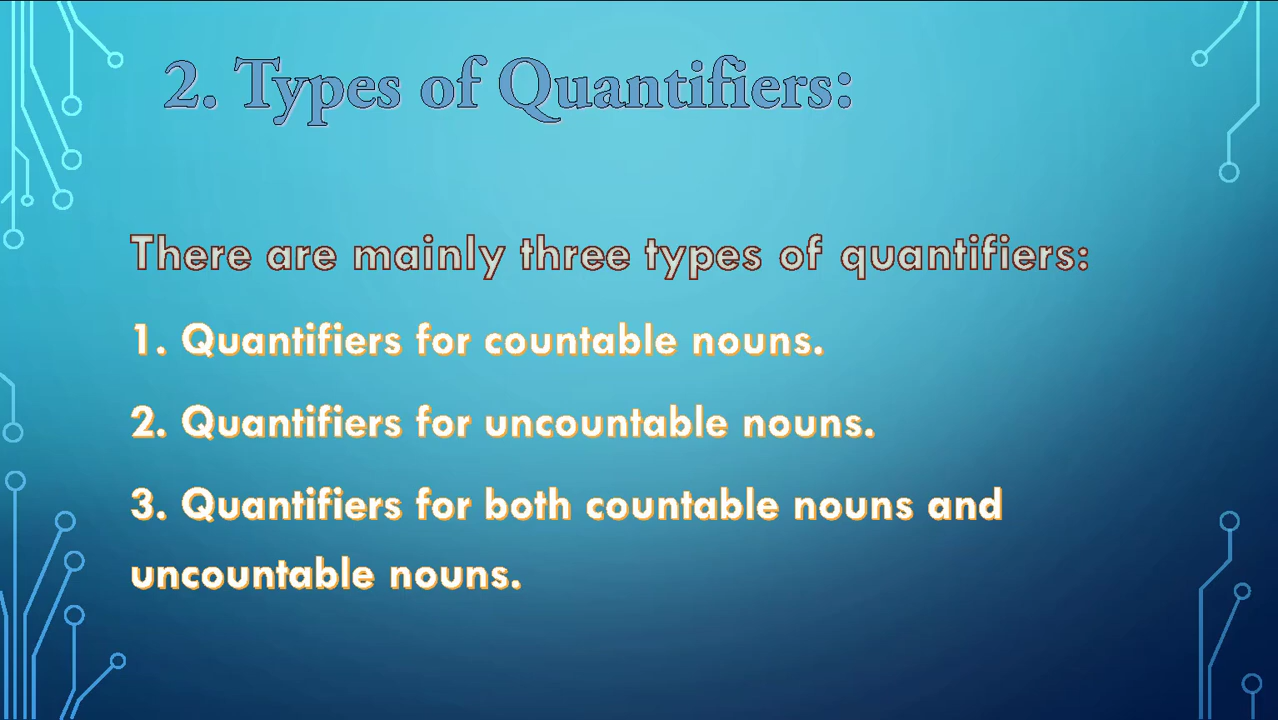 2. Types of Quantifiers:
There are mainly three types of quantifiers:
1. Quantifiers for countable nouns.
2. Quantifiers for uncountable nouns.
3. Quantifiers for both countable nouns and
uncountable nouns.